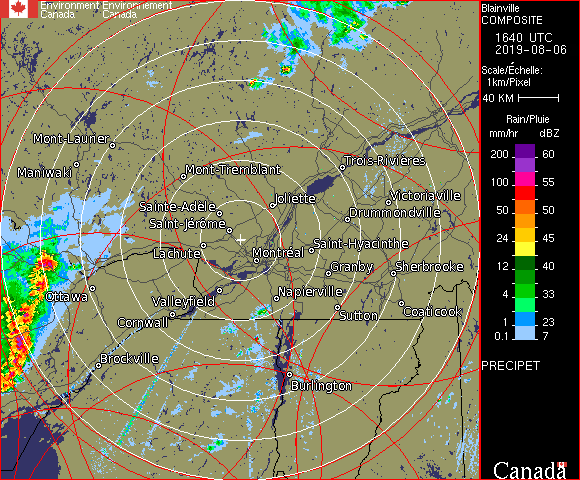 Environment Environnement
Canada Canada
Blainville
COMPOSITE
1640 UTC
2019-08-06
Scale/Échelle:
1km/Pixel
40 KM
Rain/Pluie
mm/hr dBZ
200 60
100 55
50 50
24 45
12 40
4 33
1 23
0.1 7
PRECIPET
Canada
Mont-Laurier
Maniwaki
Mont-Tremblant
Trois-Rivières
Sainte-Adèle
Joliette
Victoriaville
Drummondville
Saint-Jérôme
Lachute
Montréal
Saint-Hyacinthe
Granby
Sherbrooke
Ottawa
Valleyfield
Napierville
Cornwall
Sutton
Coaticook
Brockville
Burlington